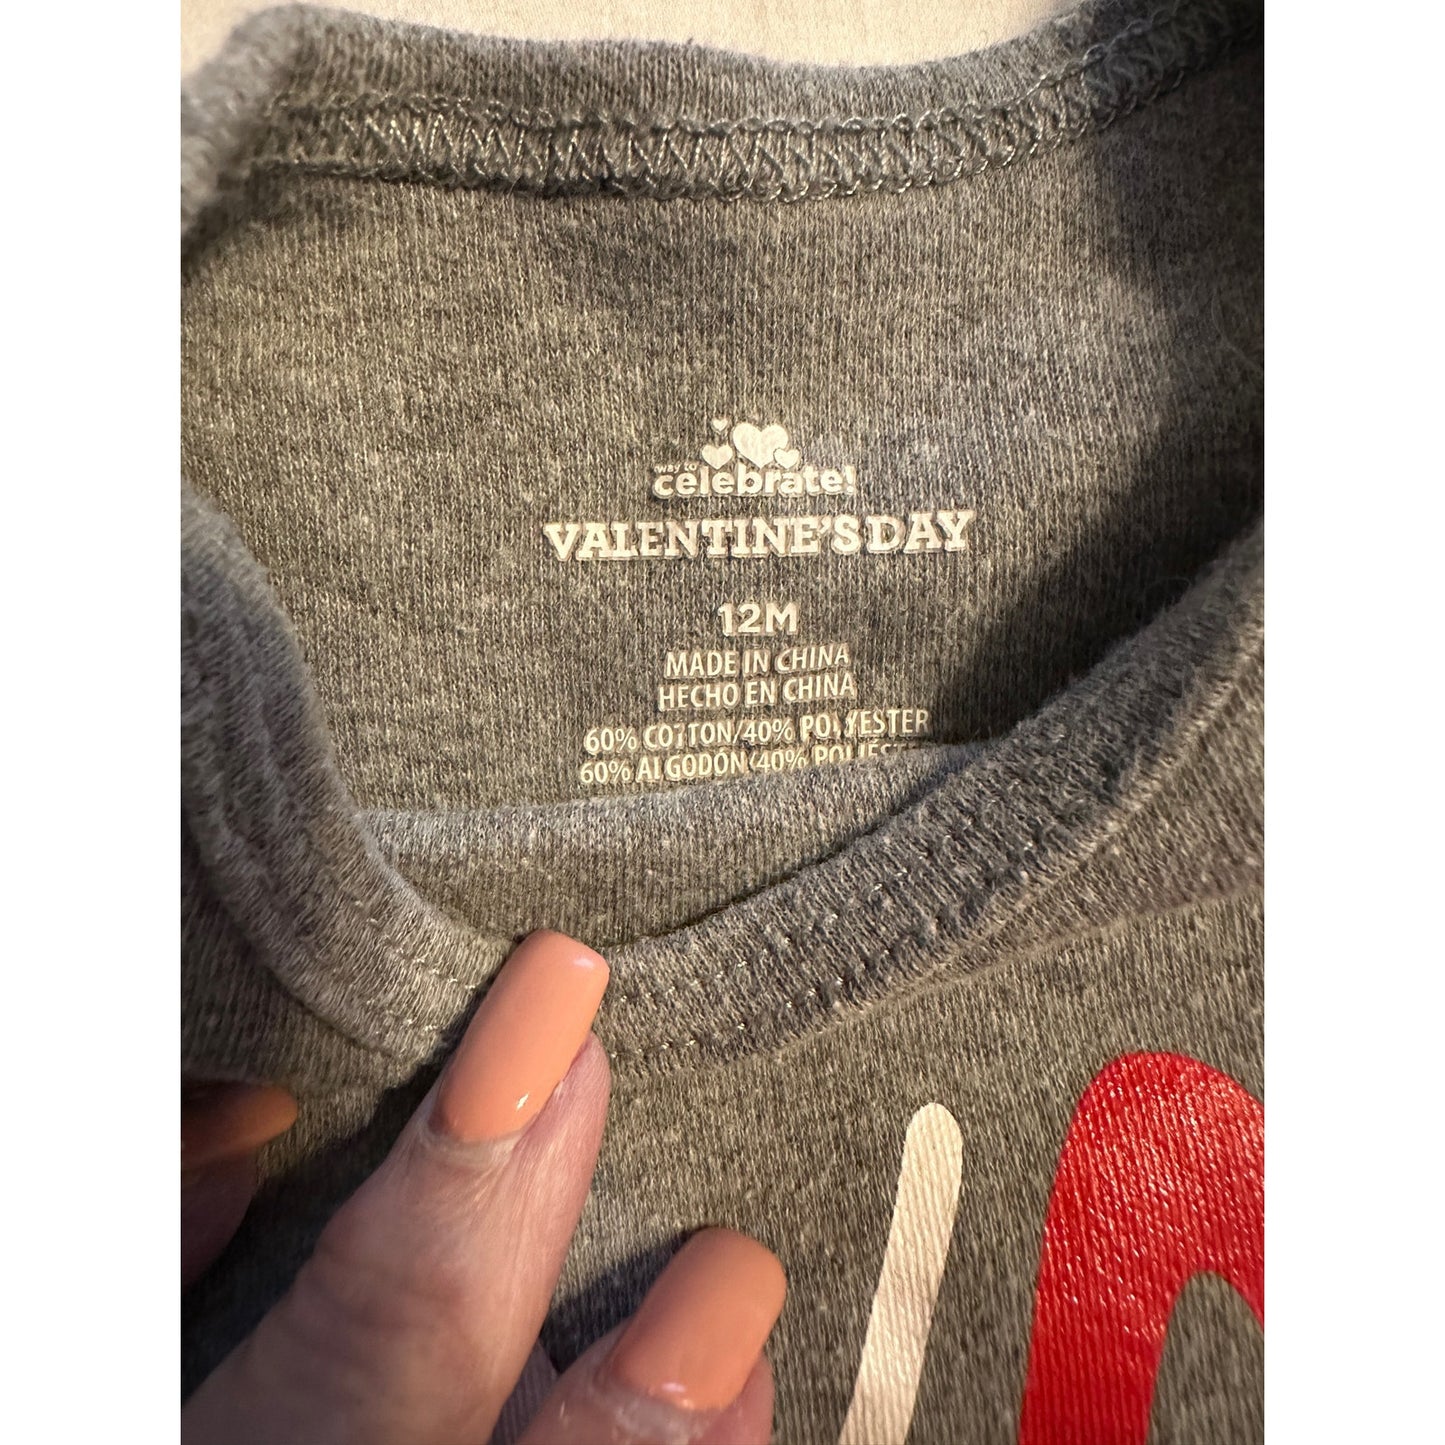 way to
celebrate!
VALENTINE'S DAY
12M
MADE IN CHINA
HECHO EN CHINA
60% COTTON/40% POLYESTER
60% ALGODÓN/40%